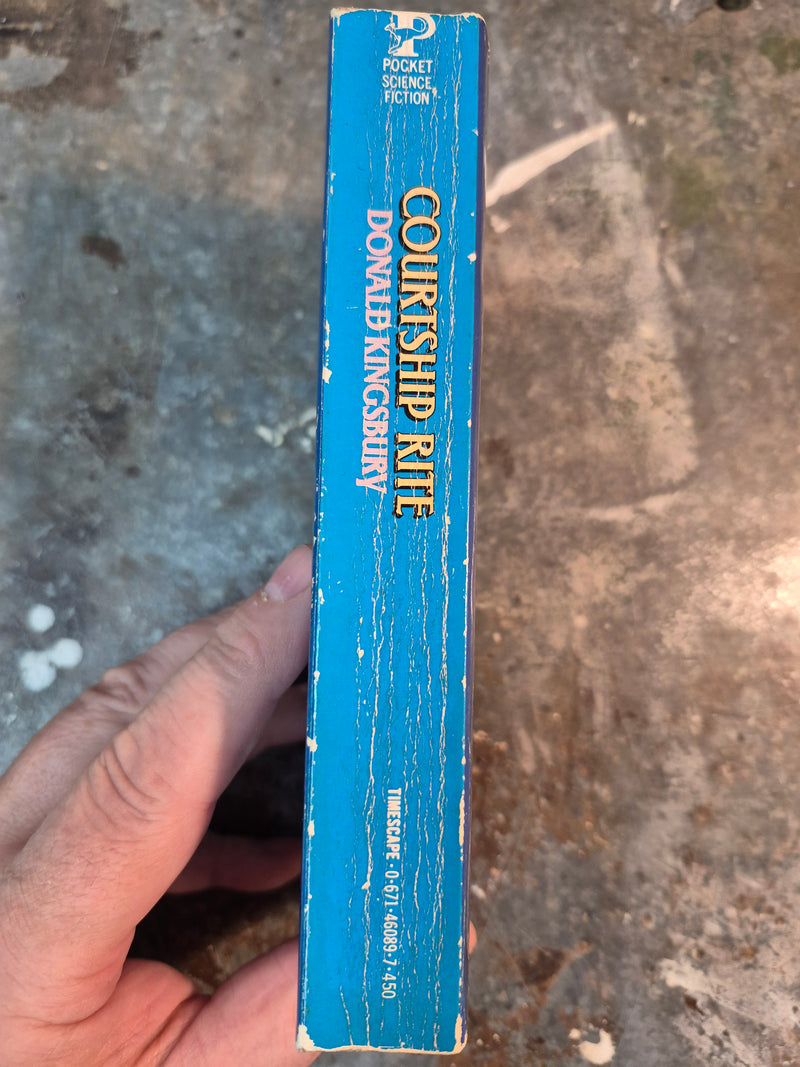 POCKET
SCIENCE
FICTION
COURTSHIP RITE
DONALD KINGSBURY
TIMESCAPE · 0·671·46089·7·450